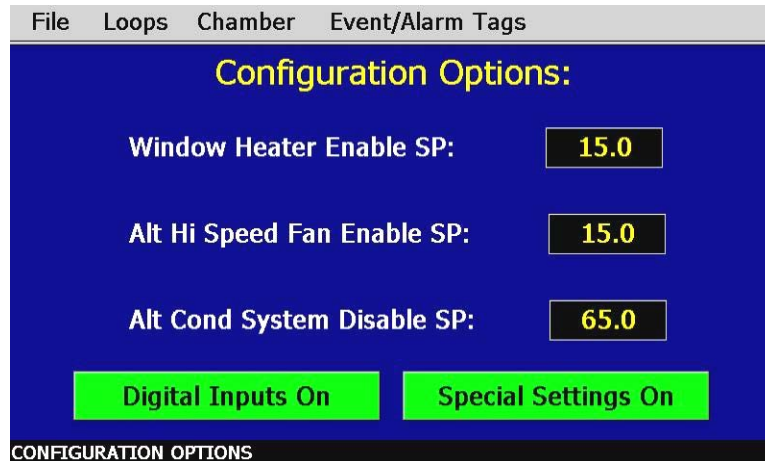 File Loops Chamber Event/Alarm Tags
Configuration Options:
Window Heater Enable SP: 15.0
Alt Hi Speed Fan Enable SP: 15.0
Alt Cond System Disable SP: 65.0
Digital Inputs On Special Settings On
CONFIGURATION OPTIONS